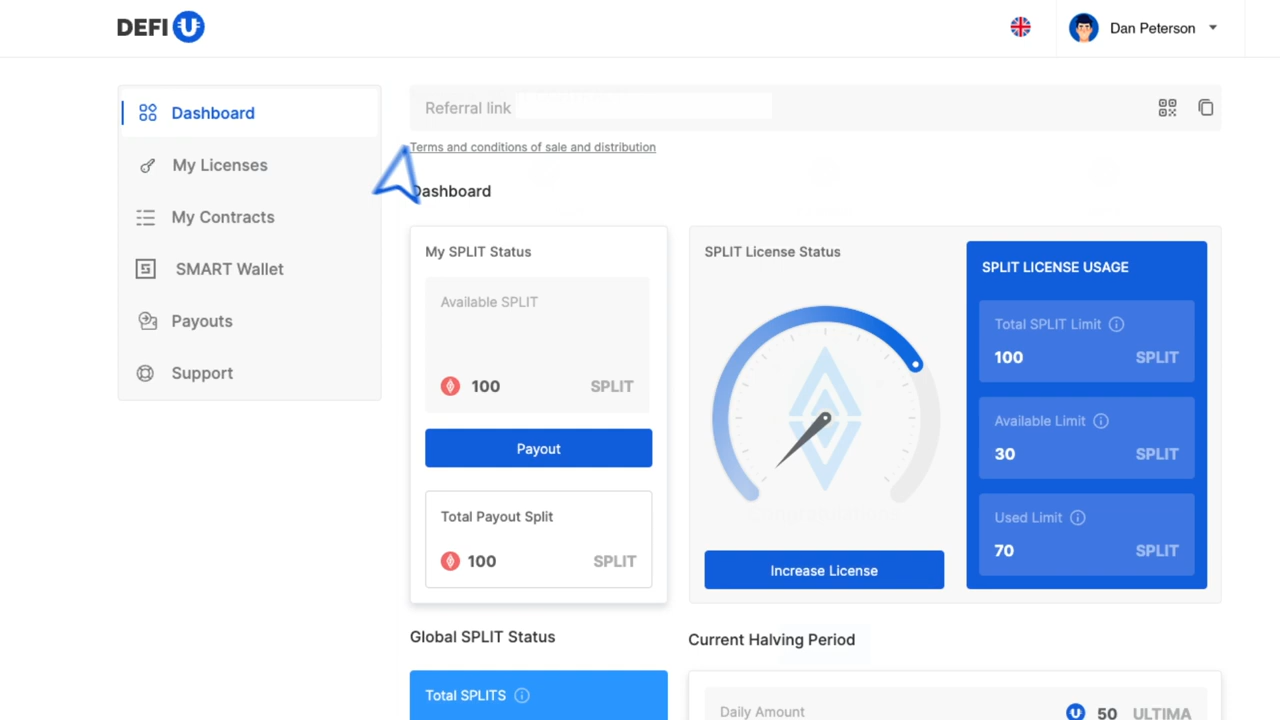 DEFI U
Dan Peterson
Dashboard
My Licenses
My Contracts
SMART Wallet
Payouts
Support
Referral link
Terms and conditions of sale and distribution
Dashboard
My SPLIT Status
Available SPLIT
100 SPLIT
Payout
Total Payout Split
100 SPLIT
SPLIT License Status
Increase License
SPLIT LICENSE USAGE
Total SPLIT Limit
100 SPLIT
Available Limit
30 SPLIT
Used Limit
70 SPLIT
Global SPLIT Status
Total SPLITS
Current Halving Period
Daily Amount
50 ULTIMA